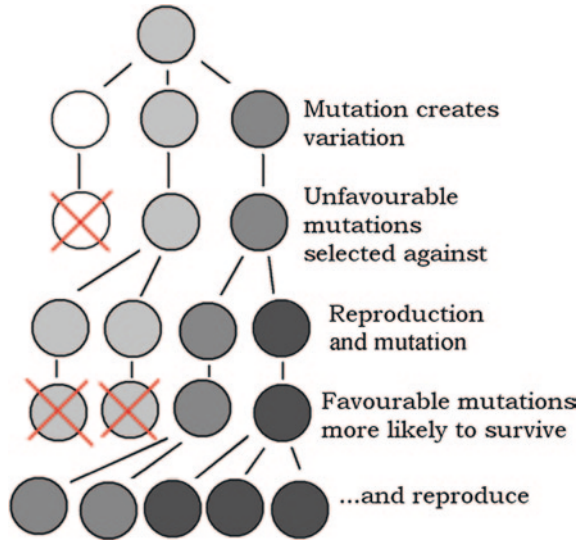 Mutation creates
variation
Unfavourable
mutations
selected against
Reproduction
and mutation
Favourable mutations
more likely to survive
...and reproduce